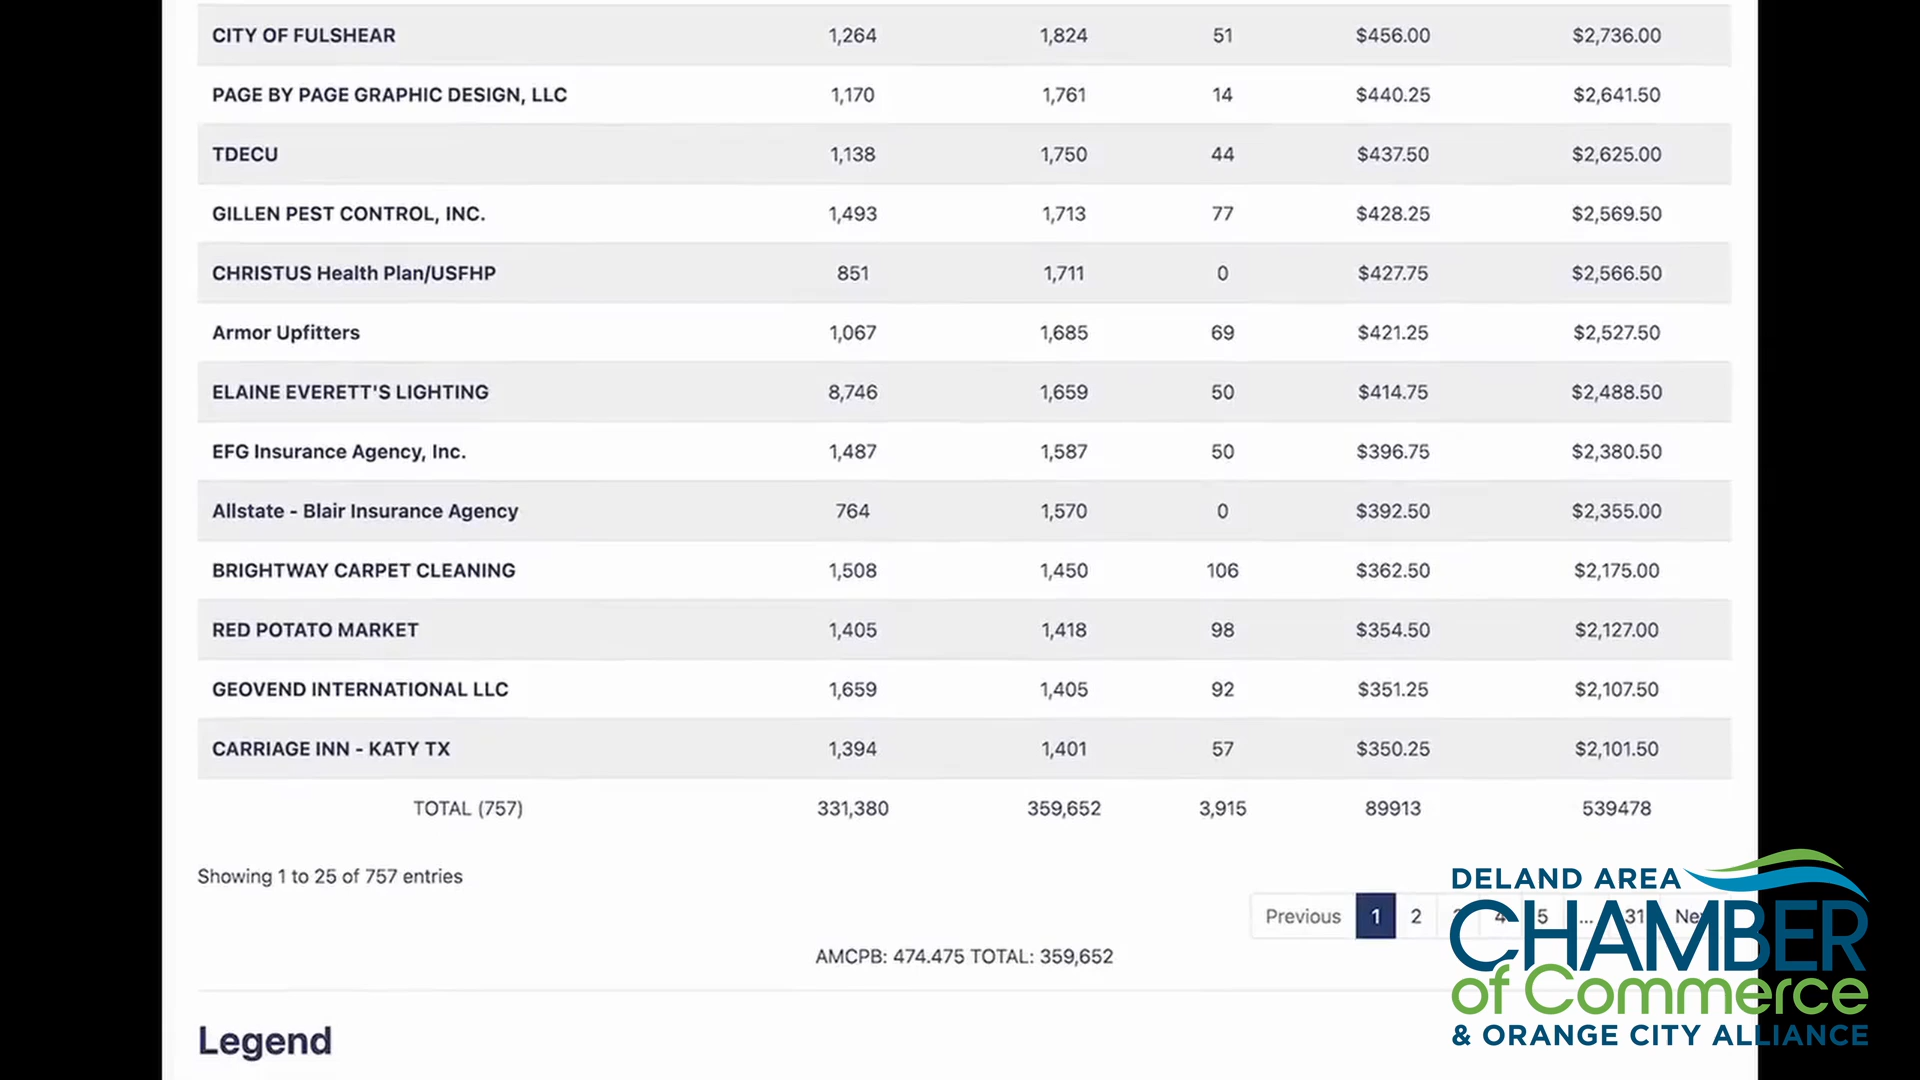 CITY OF FULSHEAR 1,264 1,824 51 $456.00 $2,736.00
PAGE BY PAGE GRAPHIC DESIGN, LLC 1,170 1,761 14 $440.25 $2,641.50
TDECU 1,138 1,750 44 $437.50 $2,625.00
GILLEN PEST CONTROL, INC. 1,493 1,713 77 $428.25 $2,569.50
CHRISTUS Health Plan/USFHP 851 1,711 0 $427.75 $2,566.50
Armor Upfitters 1,067 1,685 69 $421.25 $2,527.50
ELAINE EVERETT'S LIGHTING 8,746 1,659 50 $414.75 $2,488.50
EFG Insurance Agency, Inc. 1,487 1,587 50 $396.75 $2,380.50
Allstate - Blair Insurance Agency 764 1,570 0 $392.50 $2,355.00
BRIGHTWAY CARPET CLEANING 1,508 1,450 106 $362.50 $2,175.00
RED POTATO MARKET 1,405 1,418 98 $354.50 $2,127.00
GEOVEND INTERNATIONAL LLC 1,659 1,405 92 $351.25 $2,107.50
CARRIAGE INN - KATY TX 1,394 1,401 57 $350.25 $2,101.50
TOTAL (757) 331,380 359,652 3,915 89913 539478
Showing 1 to 25 of 757 entries
Previous 1 2 4 5 ... 31
AMCPB: 474.475 TOTAL: 359,652
Legend
DELAND AREA
CHAMBER
of Commerce
& ORANGE CITY ALLIANCE